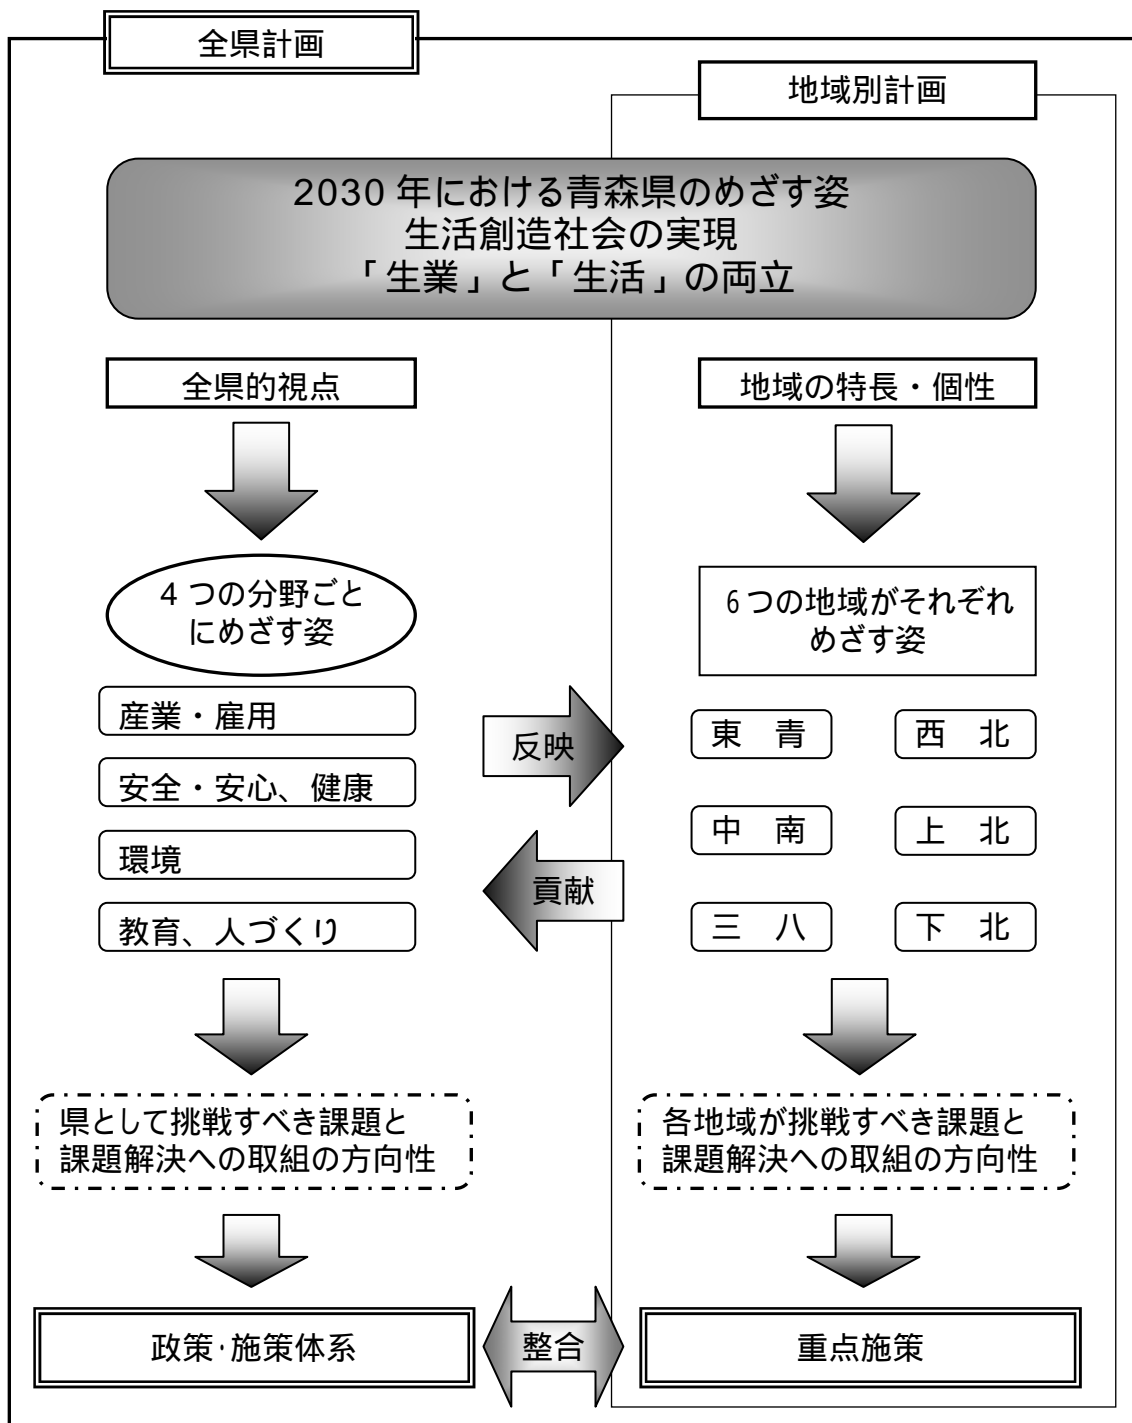 全県計画
地域別計画
2030 年における青森県のめざす姿
生活創造社会の実現
「生業」と「生活」の両立
全県的視点
地域の特長・個性
4 つの分野ごと
にめざす姿
6つの地域がそれぞれ
めざす姿
産業・雇用
安全・安心、健康
環境
教育、人づくり
反映
貢献
東　青
西　北
中　南
上　北
三　八
下　北
県として挑戦すべき課題と
課題解決への取組の方向性
各地域が挑戦すべき課題と
課題解決への取組の方向性
政策・施策体系
整合
重点施策